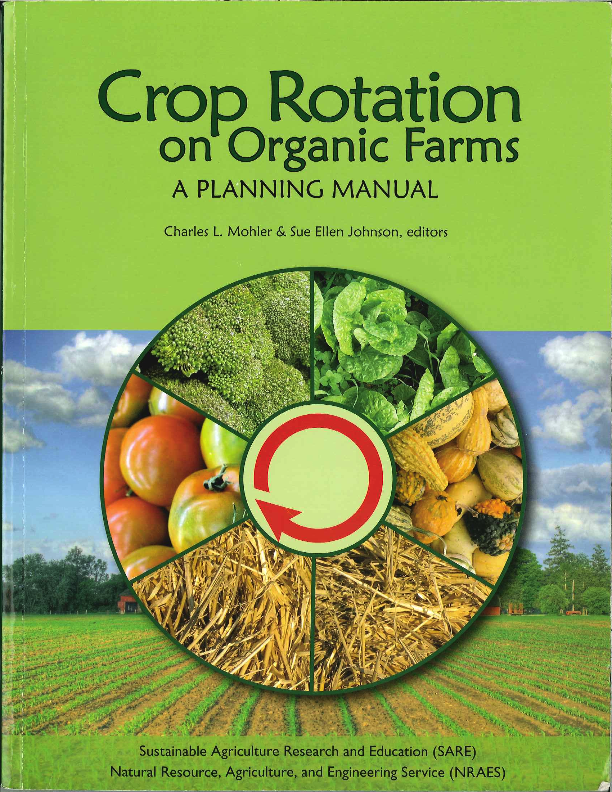 Crop Rotation
on Organic Farms
A PLANNING MANUAL
Charles L. Mohler & Sue Ellen Johnson, editors
Sustainable Agriculture Research and Education (SARE)
Natural Resource, Agriculture, and Engineering Service (NRAES)